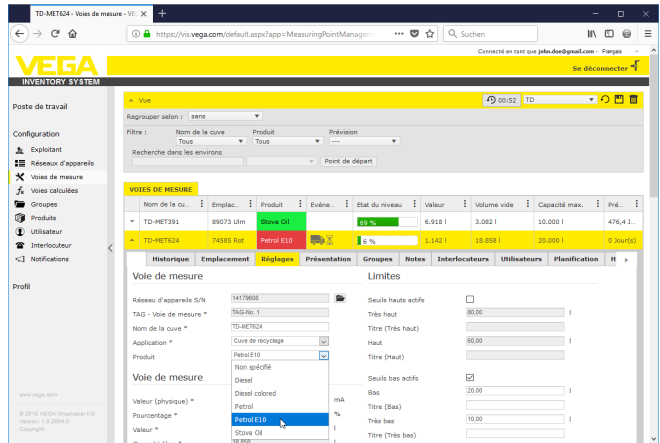 TD-MET624 - Voies de mesure - VE
https://vis.vega.com/default.aspx?app=MeasuringPointManagem
Suchen
Connecté en tant que john.doe@gmail.com - Français
VEGA
INVENTORY SYSTEM
Se déconnecter
Poste de travail
Configuration
Exploitant
Réseaux d'appareils
Voies de mesure
Voies calculées
Groupes
Produits
Utilisateur
Interlocuteur
Notifications
Profil
www.vega.com
© 2018 VEGA Grieshaber KG
Copyright
Vue
00:52
TD
Regrouper selon : sans
Filtre : Nom de la cuve Produit Prévision
Tous Tous ---
Recherche dans les environs
Point de départ
VOIES DE MESURE
Nom de la cu... Emplac... Produit Evéne... Etat du niveau Valeur Volume vide Capacité max. Pré...
TD-MET391 89073 Ulm Stove Oil 69 % 6.918 l 3.082 l 10.000 l 476,4 J...
TD-MET624 74585 Rot Petrol E10 6 % 1.142 l 18.858 l 20.000 l 0 Jour(s)
Historique Emplacement Réglages Présentation Groupes Notes Interlocuteurs Utilisateurs Planification H
Voie de mesure
Réseau d'appareils S/N 14179608
TAG - Voie de mesure * TAG-No. 1
Nom de la cuve * TD-MET624
Application * Cuve de recyclage
Produit Petrol E10
Non spécifié
Diesel
Diesel colored
Petrol
Petrol E10
Stove Oil
Voie de mesure
Valeur (physique) * mA
Pourcentage * %
Valeur * l
Limites
Seuils hauts actifs
Très haut 80,00 l
Titre (Très haut)
Haut 60,00 l
Titre (Haut)
Seuils bas actifs
Bas 20,00 l
Titre (Bas)
Très bas 10,00 l
Titre (Très bas)